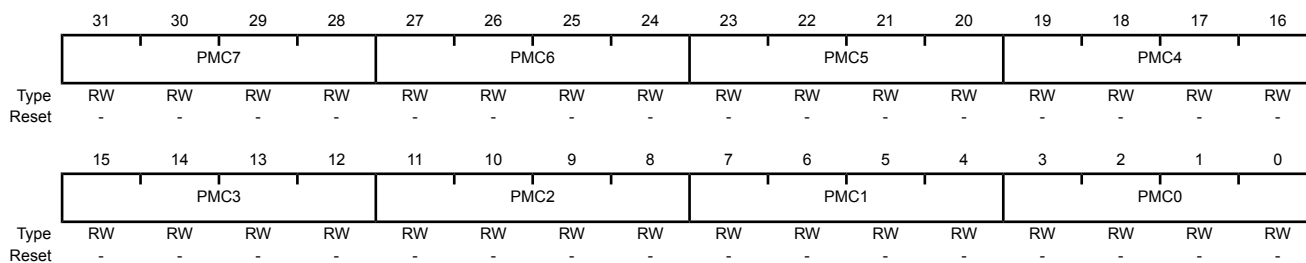 31 30 29 28 27 26 25 24 23 22 21 20 19 18 17 16
PMC7 PMC6 PMC5 PMC4
Type RW RW RW RW RW RW RW RW RW RW RW RW RW RW RW RW
Reset - - - - - - - - - - - - - - - -
15 14 13 12 11 10 9 8 7 6 5 4 3 2 1 0
PMC3 PMC2 PMC1 PMC0
Type RW RW RW RW RW RW RW RW RW RW RW RW RW RW RW RW
Reset - - - - - - - - - - - - - - - -